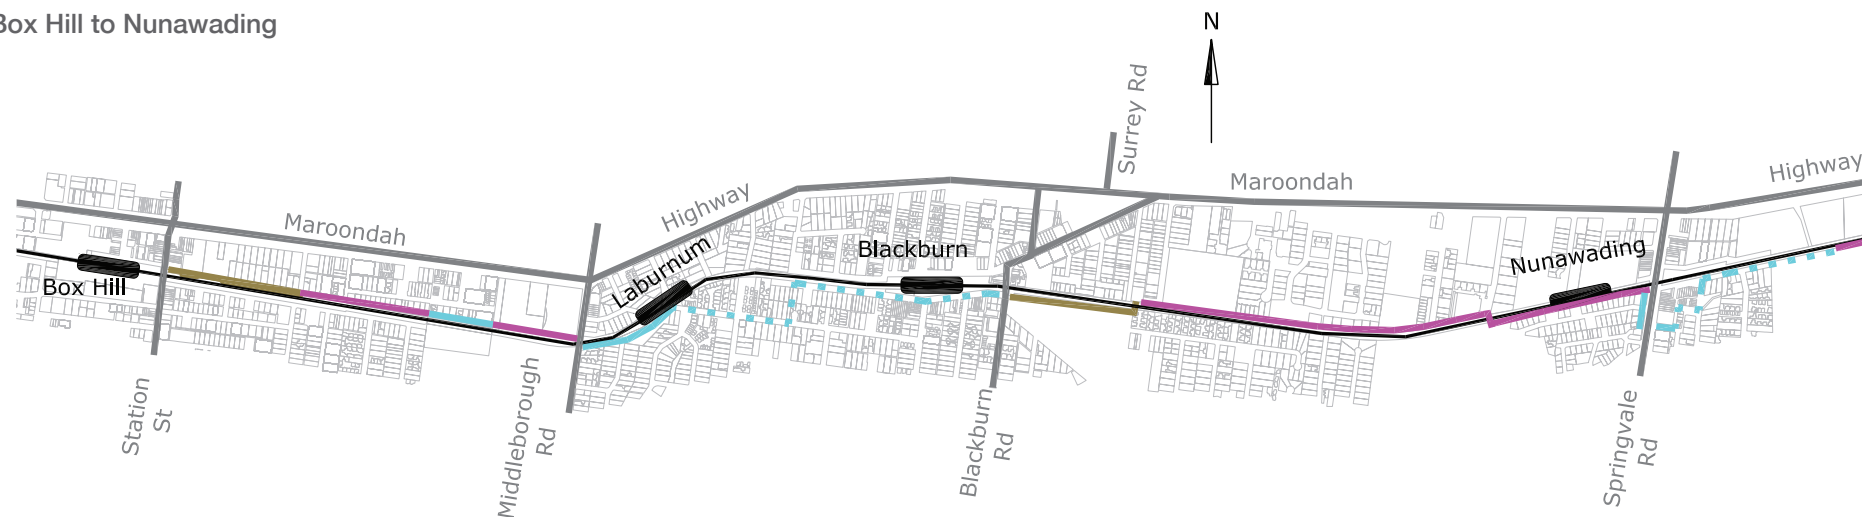 Box Hill to Nunawading
N
Surrey Rd
Maroondah
Highway
Maroondah
Highway
Laburnum
Blackburn
Nunawading
Box Hill
Station
St
Middleborough
Rd
Blackburn
Rd
Springvale
Rd